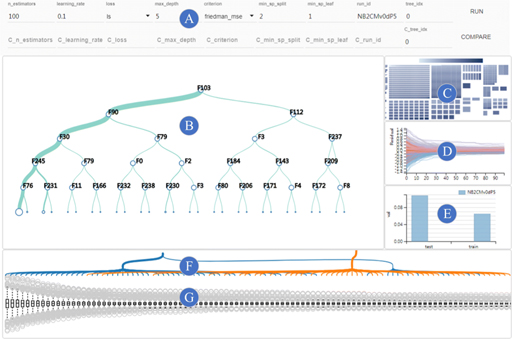 n_estimators learning_rate loss max_depth criterion min_sp_split min_sp_leaf run_id tree_idx
100 0.1 ls 5 friedman_mse 2 1 NB2CMv0dP5 0 RUN
A
C_n_estimators C_learning_rate C_loss C_max_depth C_criterion C_min_sp_split C_min_sp_leaf C_run_id C_tree_idx
0 COMPARE
F103
F90 F112
B C
F30 F79 F3 F237
F245 F79 F0 F2 F184 F143 F209
F76 F231 F11 F166 F232 F238 F230 F3 F80 F206 F171 F4 F172 F8
Residual
D
0 10 20 30 40 50 60 70 80 90
NB2CMv0dP5
0.08
0.04
0.00
E
test train
F
G